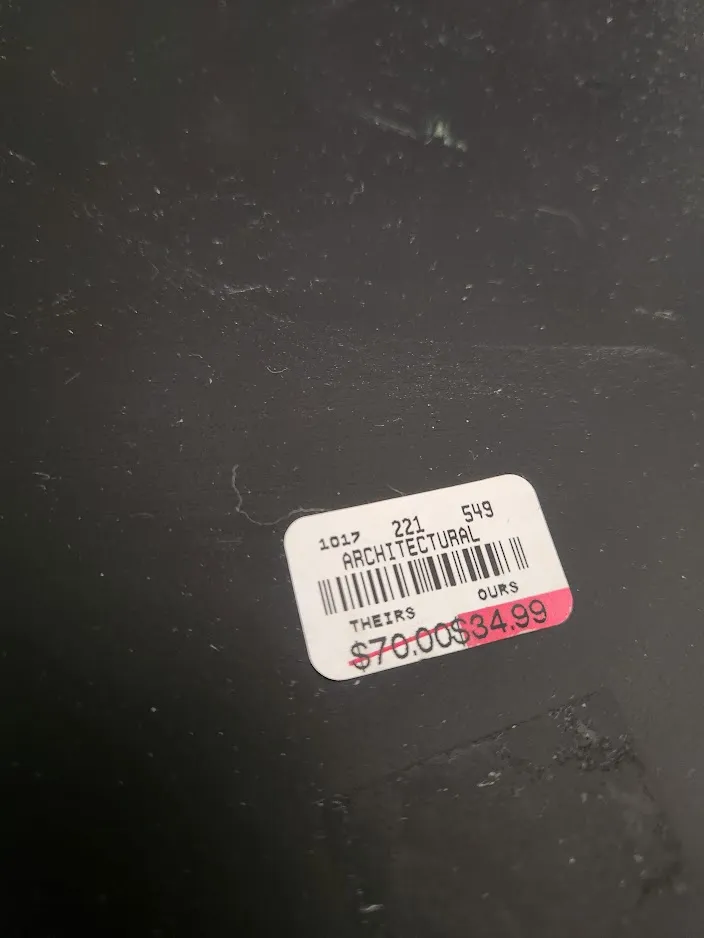 1017 221 549
ARCHITECTURAL
THEIRS OURS
$70.00 $34.99